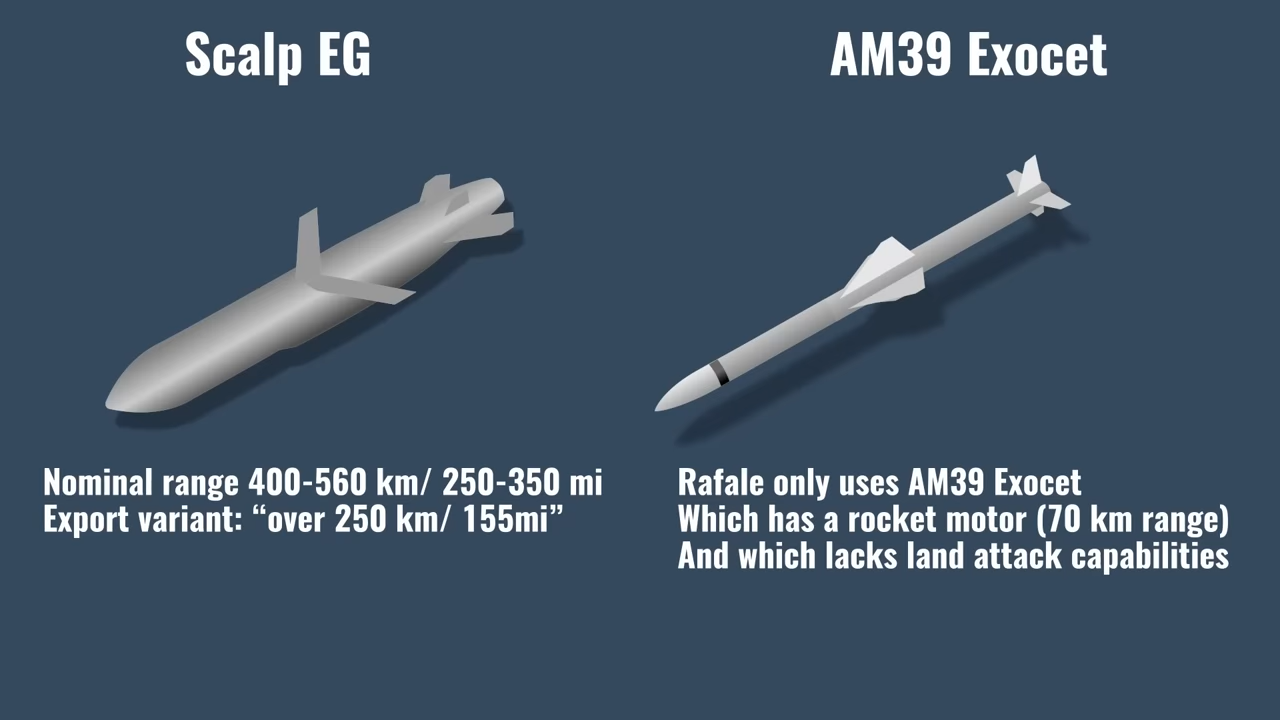 Scalp EG
AM39 Exocet
Nominal range 400-560 km/ 250-350 mi
Export variant: “over 250 km/ 155mi”
Rafale only uses AM39 Exocet
Which has a rocket motor (70 km range)
And which lacks land attack capabilities